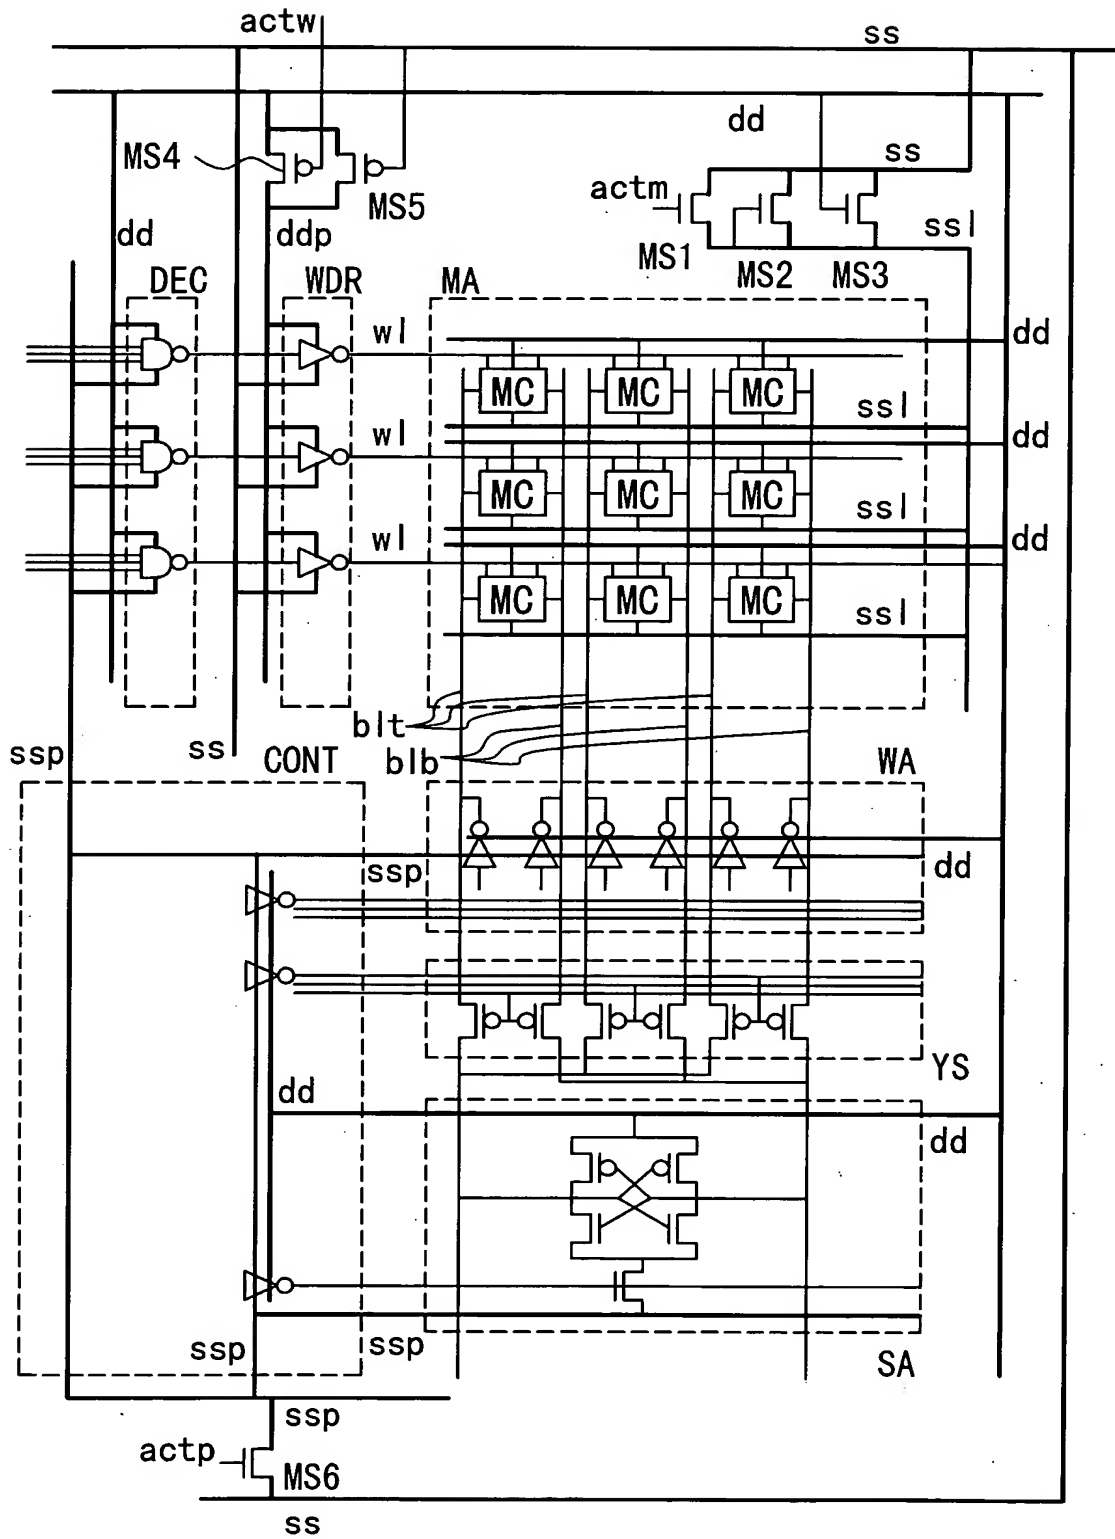 actw
ss
dd
ss
MS4
MS5
actm
MS1
MS2
MS3
ssl
dd
ddp
DEC
WDR
MA
wl
dd
MC MC MC
ssl
wl
dd
MC MC MC
ssl
wl
dd
MC MC MC
ssl
blt
blb
ssp
ss
CONT
WA
ssp
dd
YS
dd
dd
ssp
ssp
SA
ssp
actp
MS6
ss